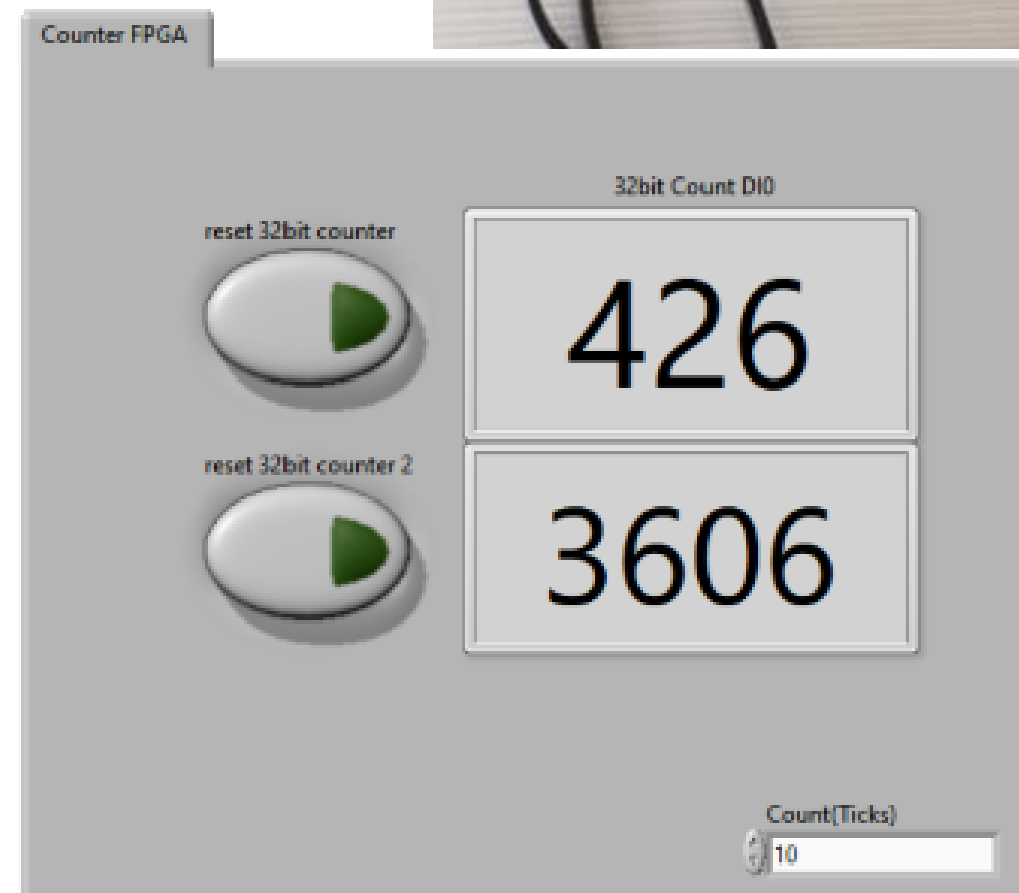 Counter FPGA
32bit Count DI0
reset 32bit counter
426
reset 32bit counter 2
3606
Count(Ticks)
10